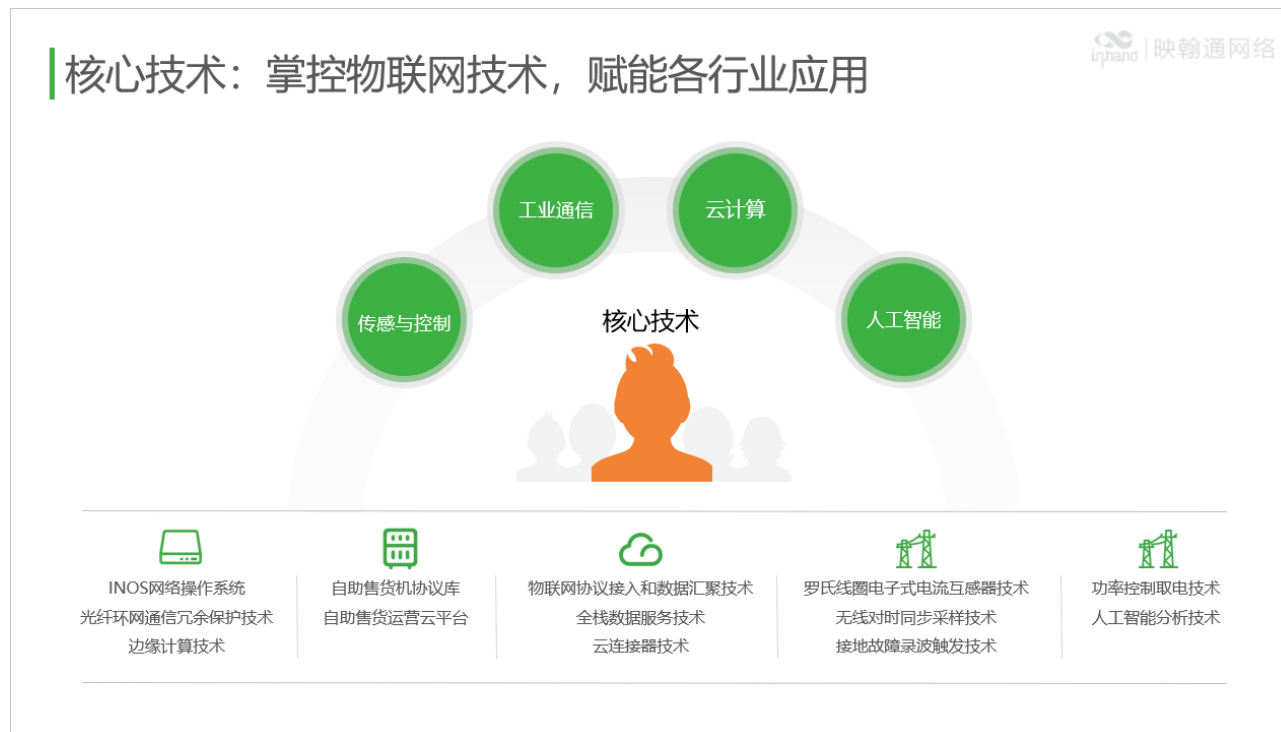 核心技术：掌控物联网技术，赋能各行业应用
inhand 映翰通网络
工业通信
云计算
传感与控制
人工智能
核心技术
INOS网络操作系统
光纤环网通信冗余保护技术
边缘计算技术
自助售货机协议库
自助售货运营云平台
物联网协议接入和数据汇聚技术
全栈数据服务技术
云连接器技术
罗氏线圈电子式电流互感器技术
无线对时同步采样技术
接地故障录波触发技术
功率控制取电技术
人工智能分析技术